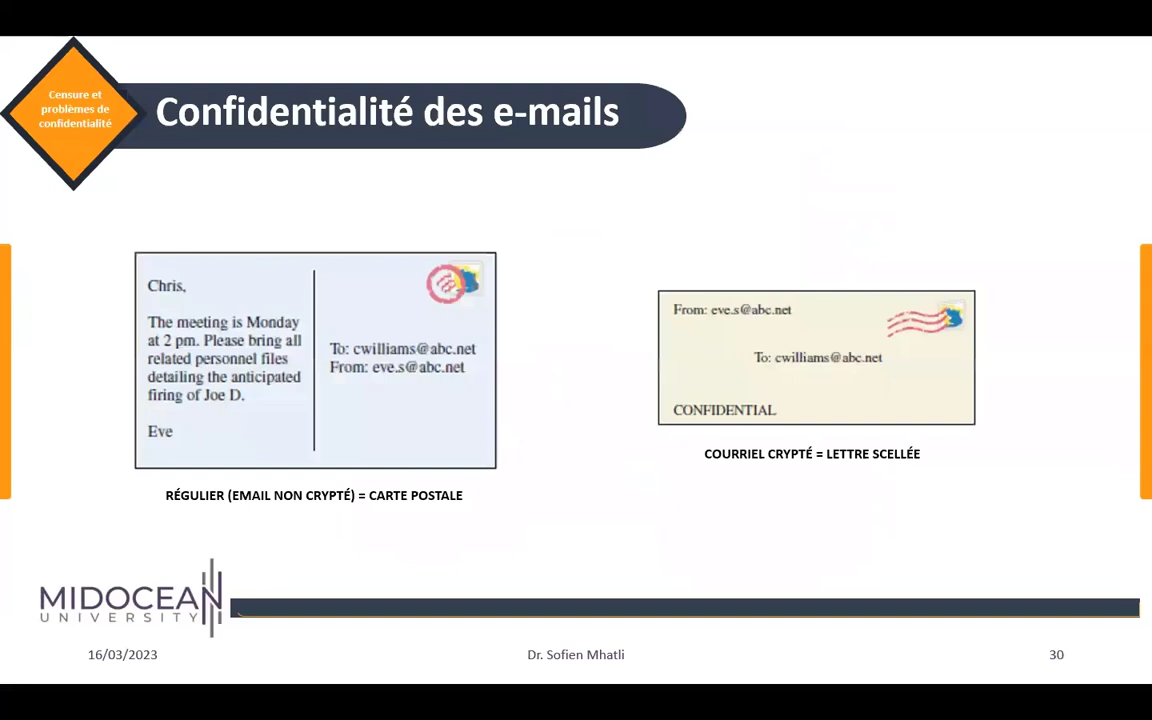 Censure et
problèmes de
confidentialité
Confidentialité des e-mails
Chris,
The meeting is Monday
at 2 pm. Please bring all
related personnel files
detailing the anticipated
firing of Joe D.
Eve
To: cwilliams@abc.net
From: eve.s@abc.net
RÉGULIER (EMAIL NON CRYPTÉ) = CARTE POSTALE
From: eve.s@abc.net
To: cwilliams@abc.net
CONFIDENTIAL
COURRIEL CRYPTÉ = LETTRE SCELLÉE
MIDOCEAN
UNIVERSITY
16/03/2023
Dr. Sofien Mhatli
30